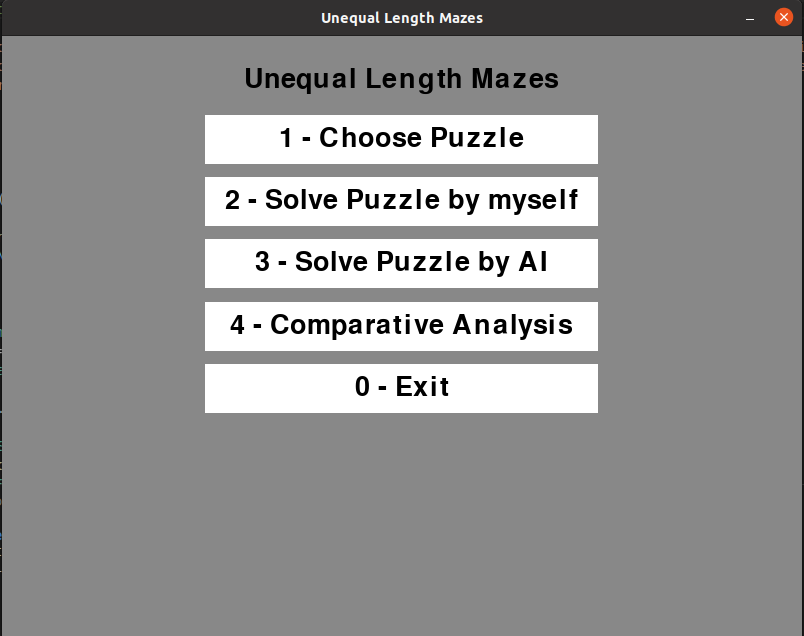 Unequal Length Mazes
Unequal Length Mazes
1 - Choose Puzzle
2 - Solve Puzzle by myself
3 - Solve Puzzle by AI
4 - Comparative Analysis
0 - Exit